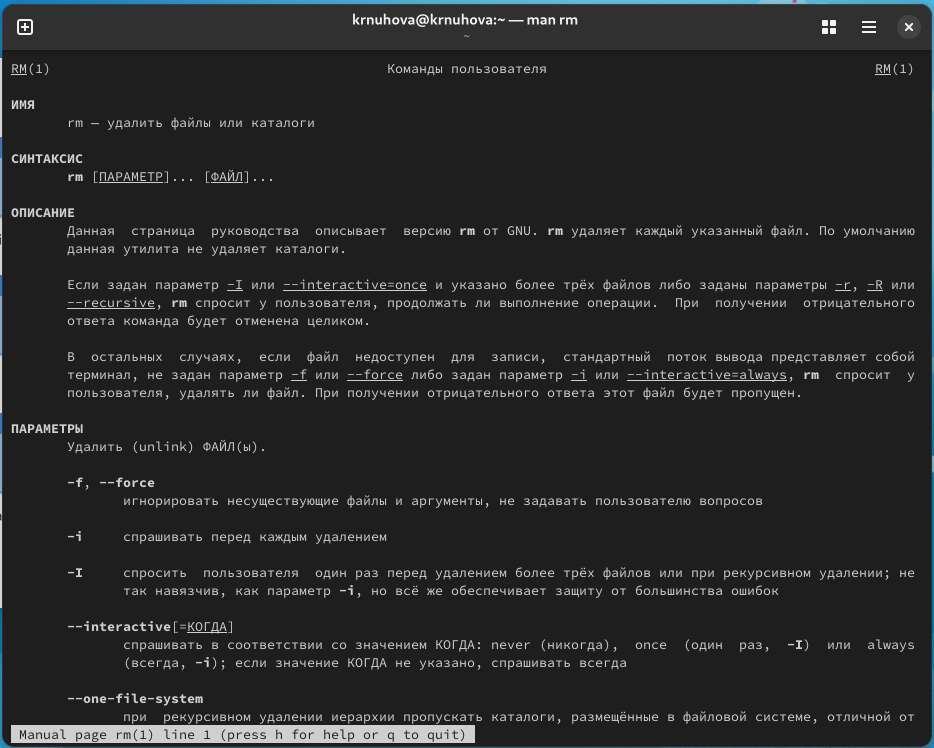 krnuhova@krnuhova:~ — man rm
~
RM(1) Команды пользователя RM(1)
ИМЯ
rm — удалить файлы или каталоги
СИНТАКСИС
rm [ПАРАМЕТР]... [ФАЙЛ]...
ОПИСАНИЕ
Данная страница руководства описывает версию rm от GNU. rm удаляет каждый указанный файл. По умолчанию
данная утилита не удаляет каталоги.
Если задан параметр -I или --interactive=once и указано более трёх файлов либо заданы параметры -r, -R или
--recursive, rm спросит у пользователя, продолжать ли выполнение операции. При получении отрицательного
ответа команда будет отменена целиком.
В остальных случаях, если файл недоступен для записи, стандартный поток вывода представляет собой
терминал, не задан параметр -f или --force либо задан параметр -i или --interactive=always, rm спросит у
пользователя, удалять ли файл. При получении отрицательного ответа этот файл будет пропущен.
ПАРАМЕТРЫ
Удалить (unlink) ФАЙЛ(ы).
-f, --force
игнорировать несуществующие файлы и аргументы, не задавать пользователю вопросов
-i спрашивать перед каждым удалением
-I спросить пользователя один раз перед удалением более трёх файлов или при рекурсивном удалении; не
так навязчив, как параметр -i, но всё же обеспечивает защиту от большинства ошибок
--interactive[=КОГДА]
спрашивать в соответствии со значением КОГДА: never (никогда), once (один раз, -I) или always
(всегда, -i); если значение КОГДА не указано, спрашивать всегда
--one-file-system
при рекурсивном удалении иерархии пропускать каталоги, размещённые в файловой системе, отличной от
Manual page rm(1) line 1 (press h for help or q to quit)